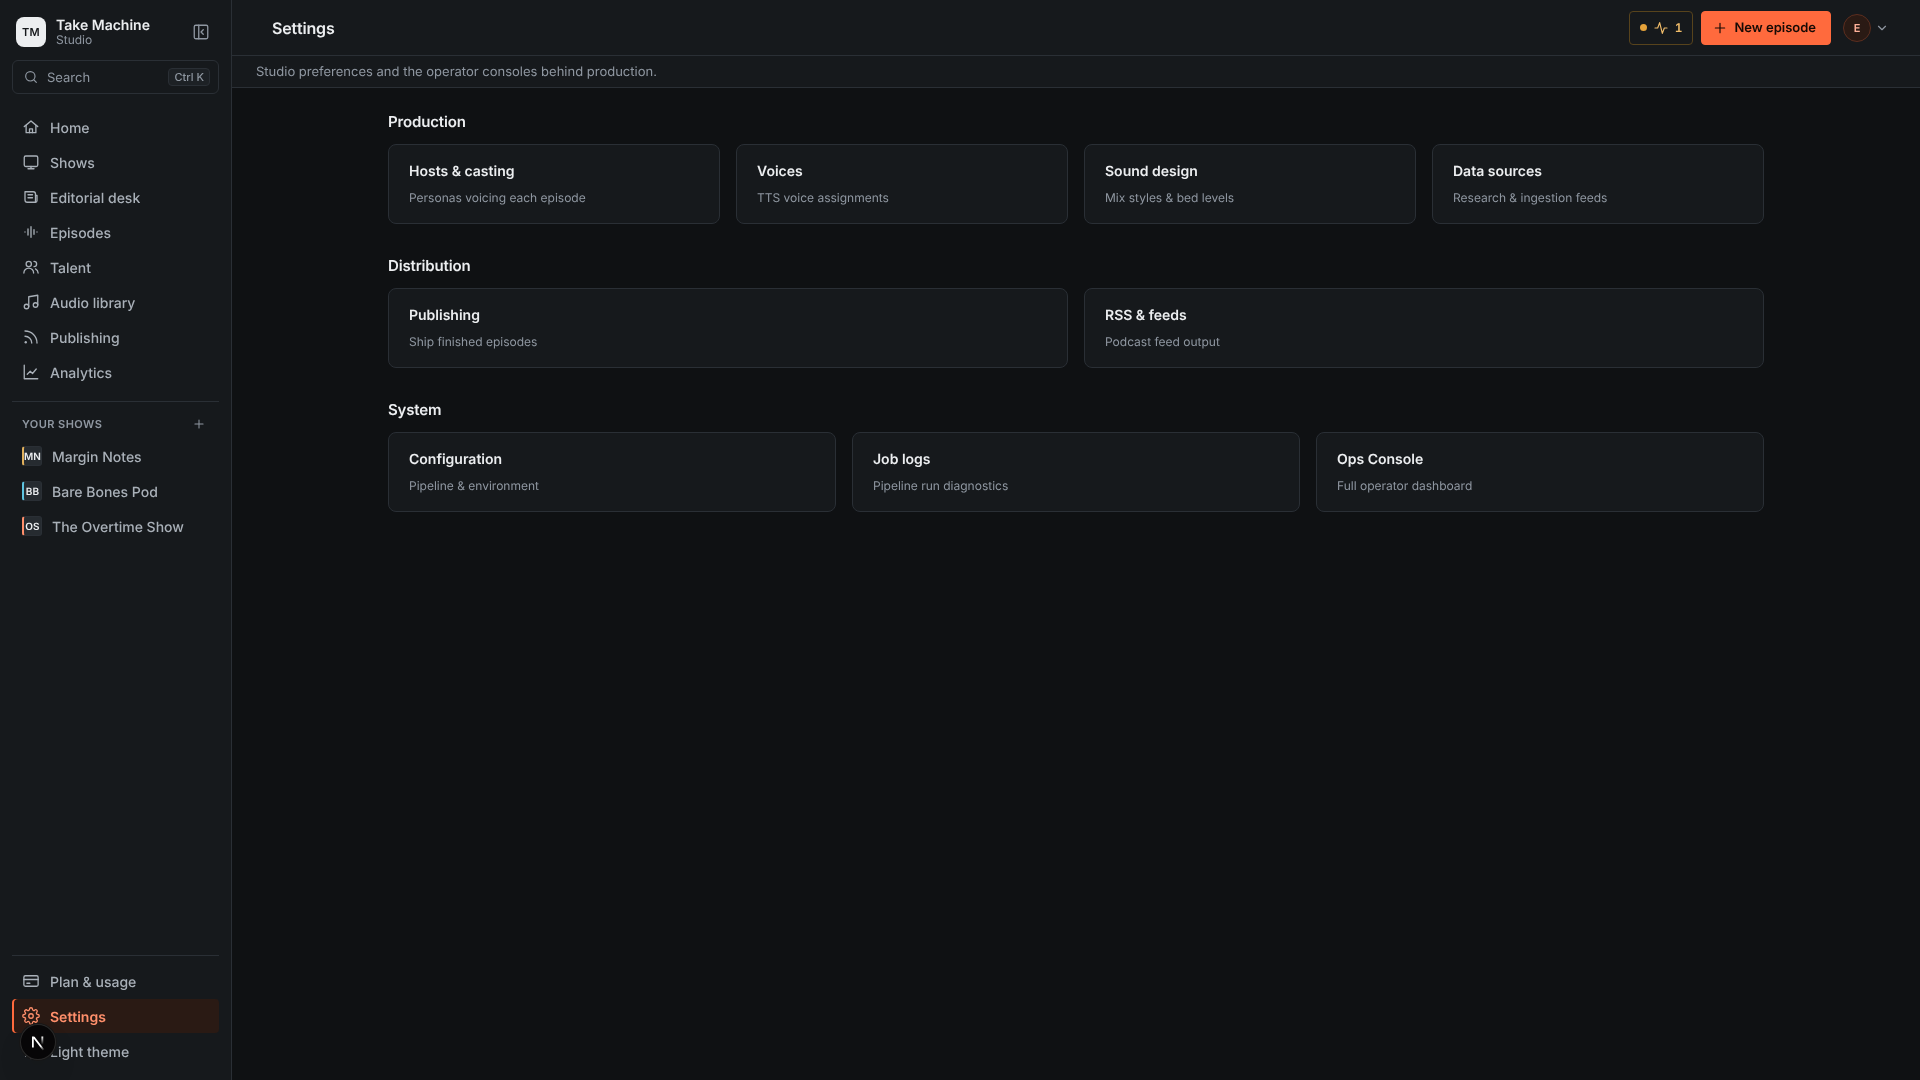 TM
Take Machine
Studio
Search
Ctrl K
Home
Shows
Editorial desk
Episodes
Talent
Audio library
Publishing
Analytics
YOUR SHOWS
MN Margin Notes
BB Bare Bones Pod
OS The Overtime Show
Plan & usage
Settings
N
Light theme
Settings
1
New episode
E
Studio preferences and the operator consoles behind production.
Production
Hosts & casting
Personas voicing each episode
Voices
TTS voice assignments
Sound design
Mix styles & bed levels
Data sources
Research & ingestion feeds
Distribution
Publishing
Ship finished episodes
RSS & feeds
Podcast feed output
System
Configuration
Pipeline & environment
Job logs
Pipeline run diagnostics
Ops Console
Full operator dashboard